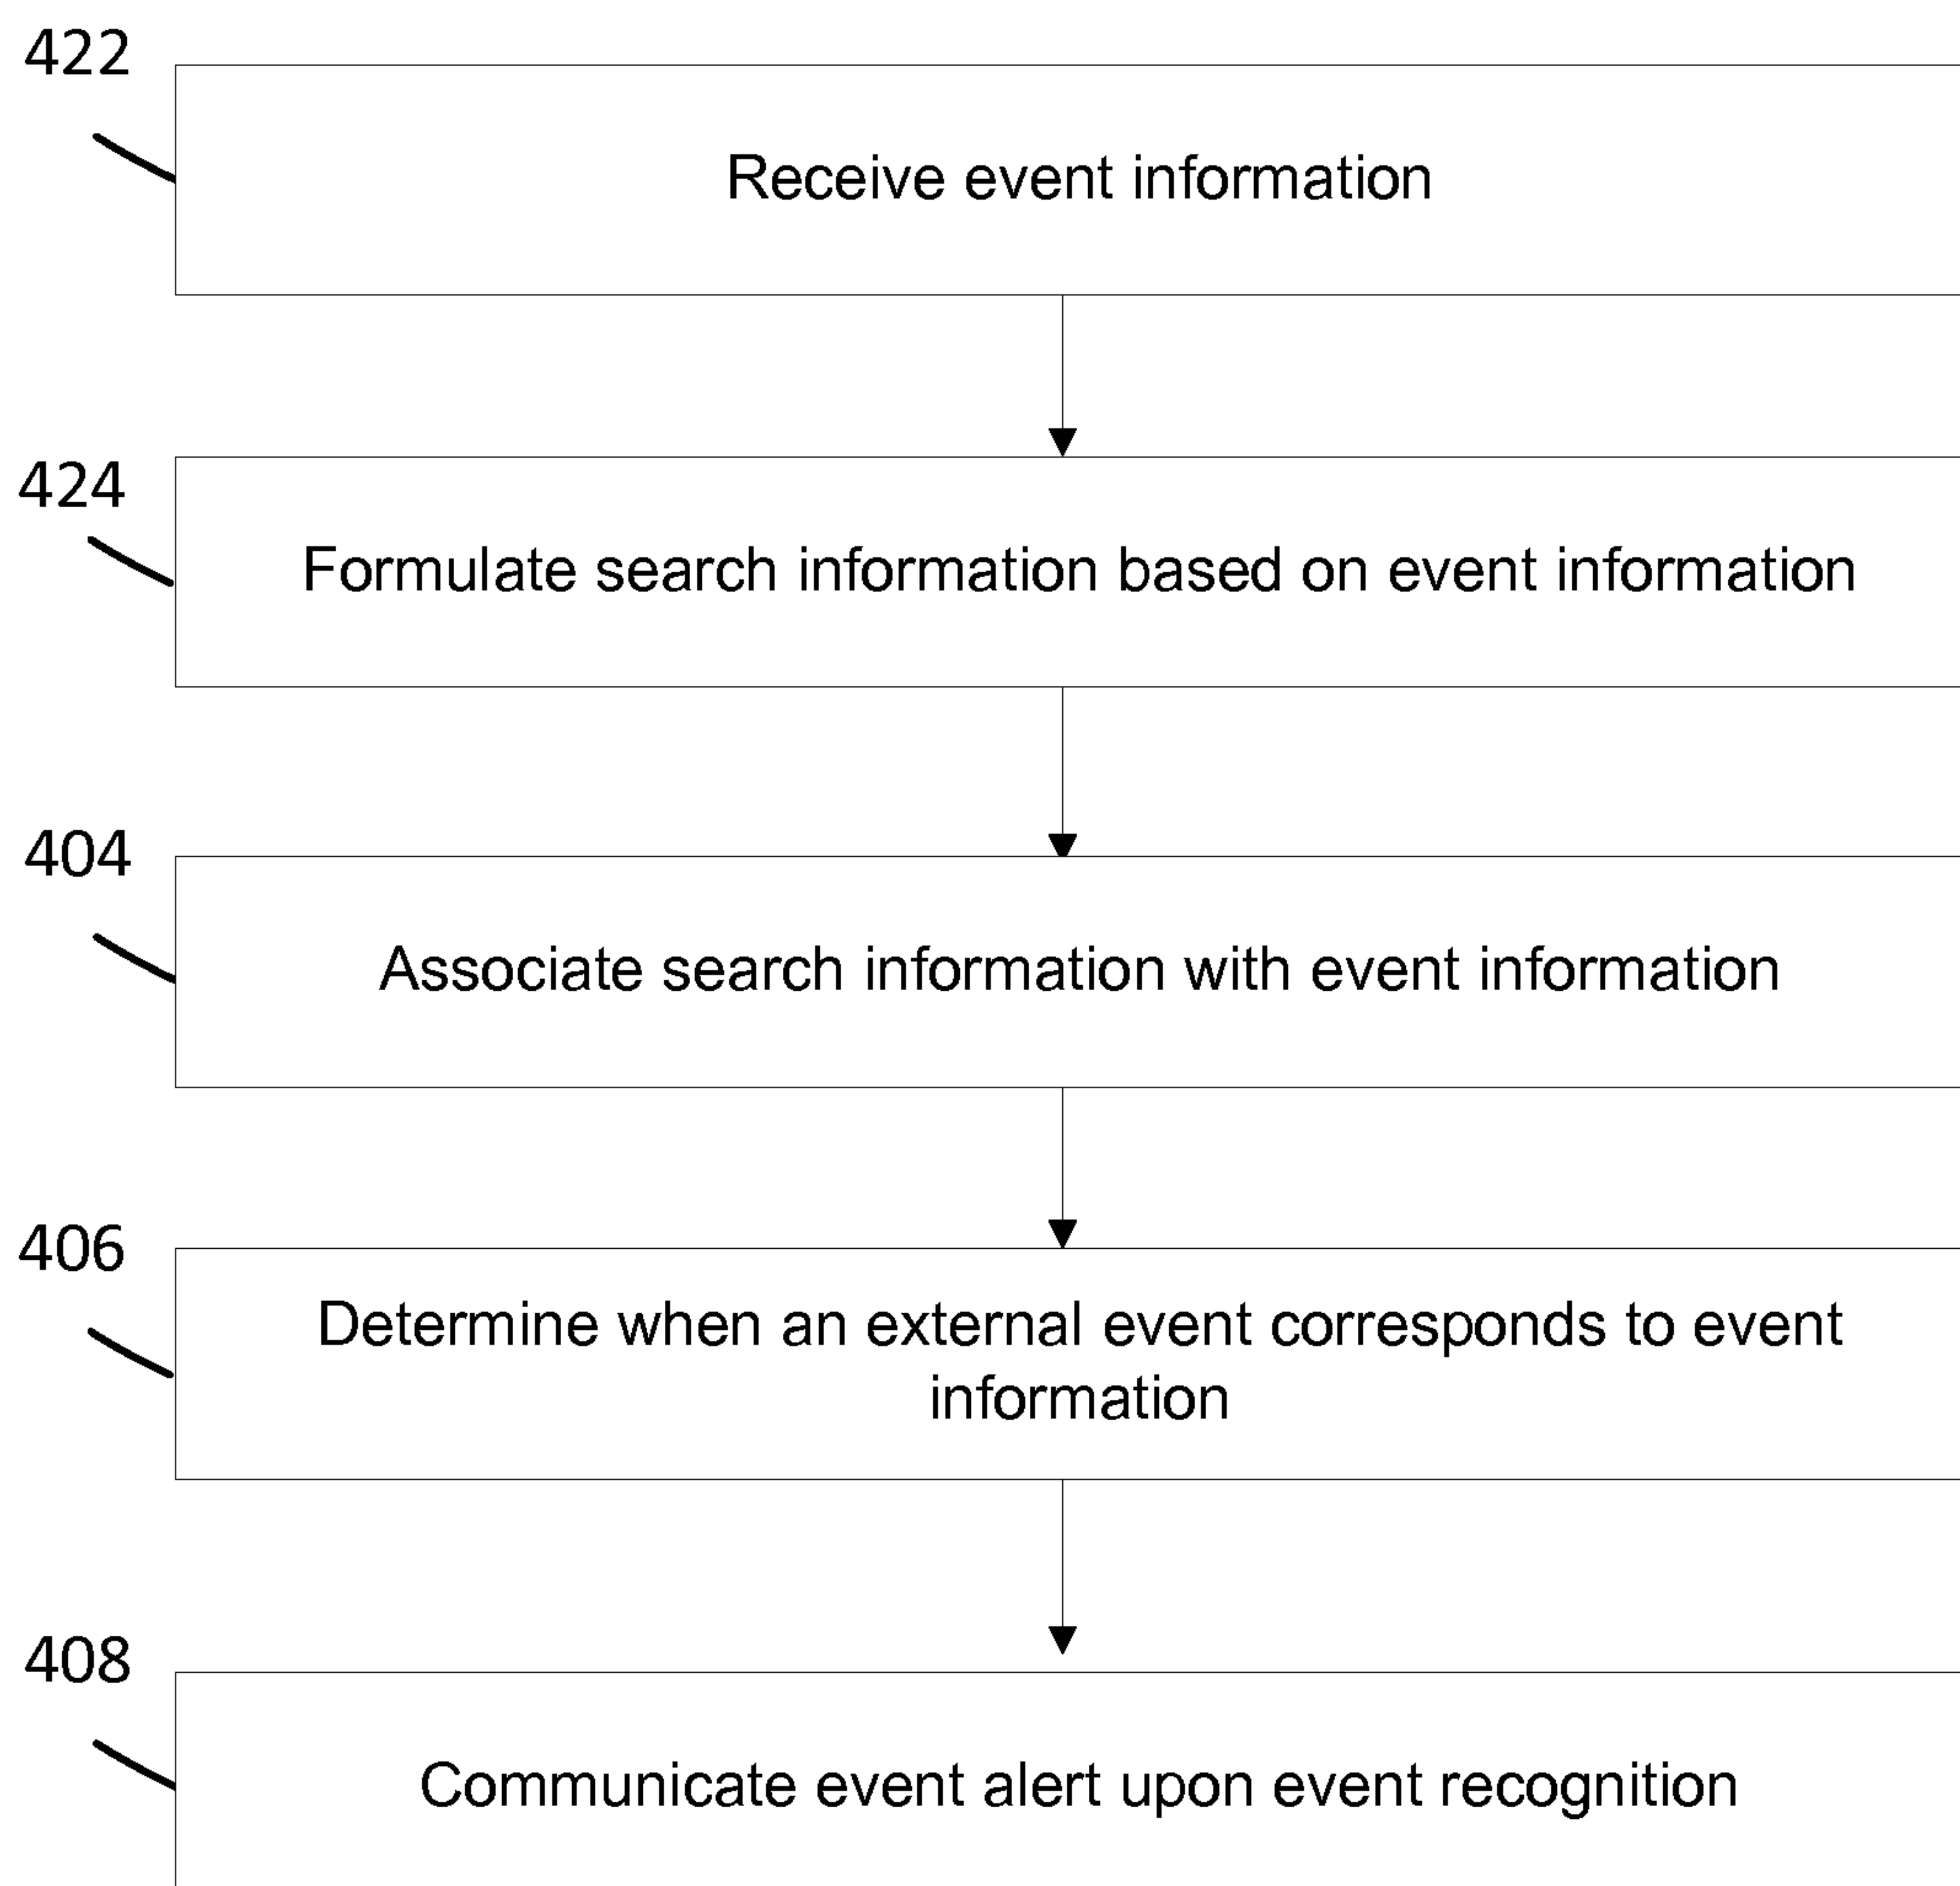 422
Receive event information
424
Formulate search information based on event information
404
Associate search information with event information
406
Determine when an external event corresponds to event
information
408
Communicate event alert upon event recognition